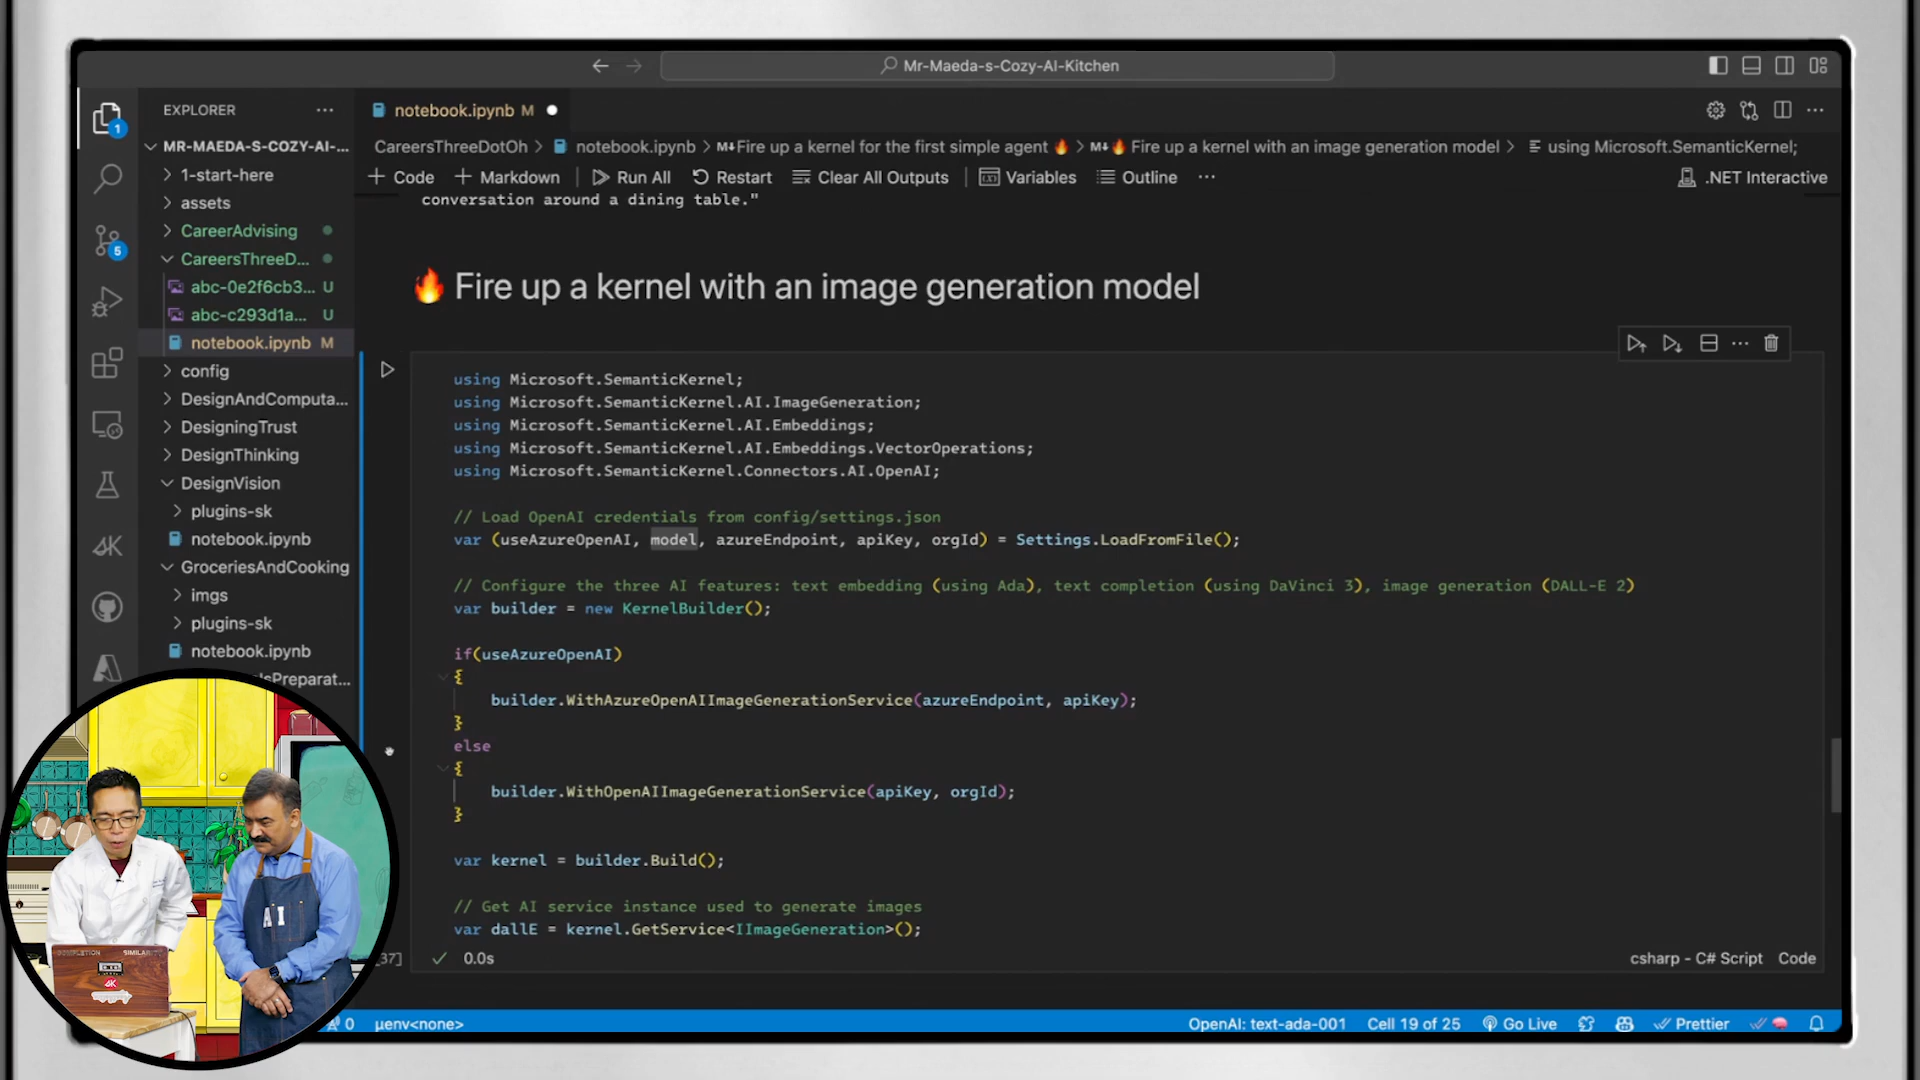 Mr-Maeda-s-Cozy-AI-Kitchen
EXPLORER
notebook.ipynb M
MR-MAEDA-S-COZY-AI-...
CareersThreeDotOh > notebook.ipynb > M↓🔥Fire up a kernel for the first simple agent 🔥 > M↓🔥 Fire up a kernel with an image generation model > using Microsoft.SemanticKernel;
+ Code + Markdown Run All Restart Clear All Outputs Variables Outline ... .NET Interactive
1
1-start-here
assets
CareerAdvising
CareersThreeD...
5
abc-0e2f6cb3... U
abc-c293d1a... U
notebook.ipynb M
config
DesignAndComputa...
DesigningTrust
DesignThinking
DesignVision
plugins-sk
notebook.ipynb
GroceriesAndCooking
imgs
plugins-sk
notebook.ipynb
sPreparat...
conversation around a dining table."
🔥 Fire up a kernel with an image generation model
using Microsoft.SemanticKernel;
using Microsoft.SemanticKernel.AI.ImageGeneration;
using Microsoft.SemanticKernel.AI.Embeddings;
using Microsoft.SemanticKernel.AI.Embeddings.VectorOperations;
using Microsoft.SemanticKernel.Connectors.AI.OpenAI;
// Load OpenAI credentials from config/settings.json
var (useAzureOpenAI, model, azureEndpoint, apiKey, orgId) = Settings.LoadFromFile();
// Configure the three AI features: text embedding (using Ada), text completion (using DaVinci 3), image generation (DALL-E 2)
var builder = new KernelBuilder();
if(useAzureOpenAI)
{
builder.WithAzureOpenAIImageGenerationService(azureEndpoint, apiKey);
}
else
{
builder.WithOpenAIImageGenerationService(apiKey, orgId);
}
var kernel = builder.Build();
// Get AI service instance used to generate images
var dallE = kernel.GetService<IImageGeneration>();
37] ✓ 0.0s
csharp - C# Script Code
AI
COMPLETION
0 µenv<none>
OpenAI: text-ada-001 Cell 19 of 25 Go Live Prettier